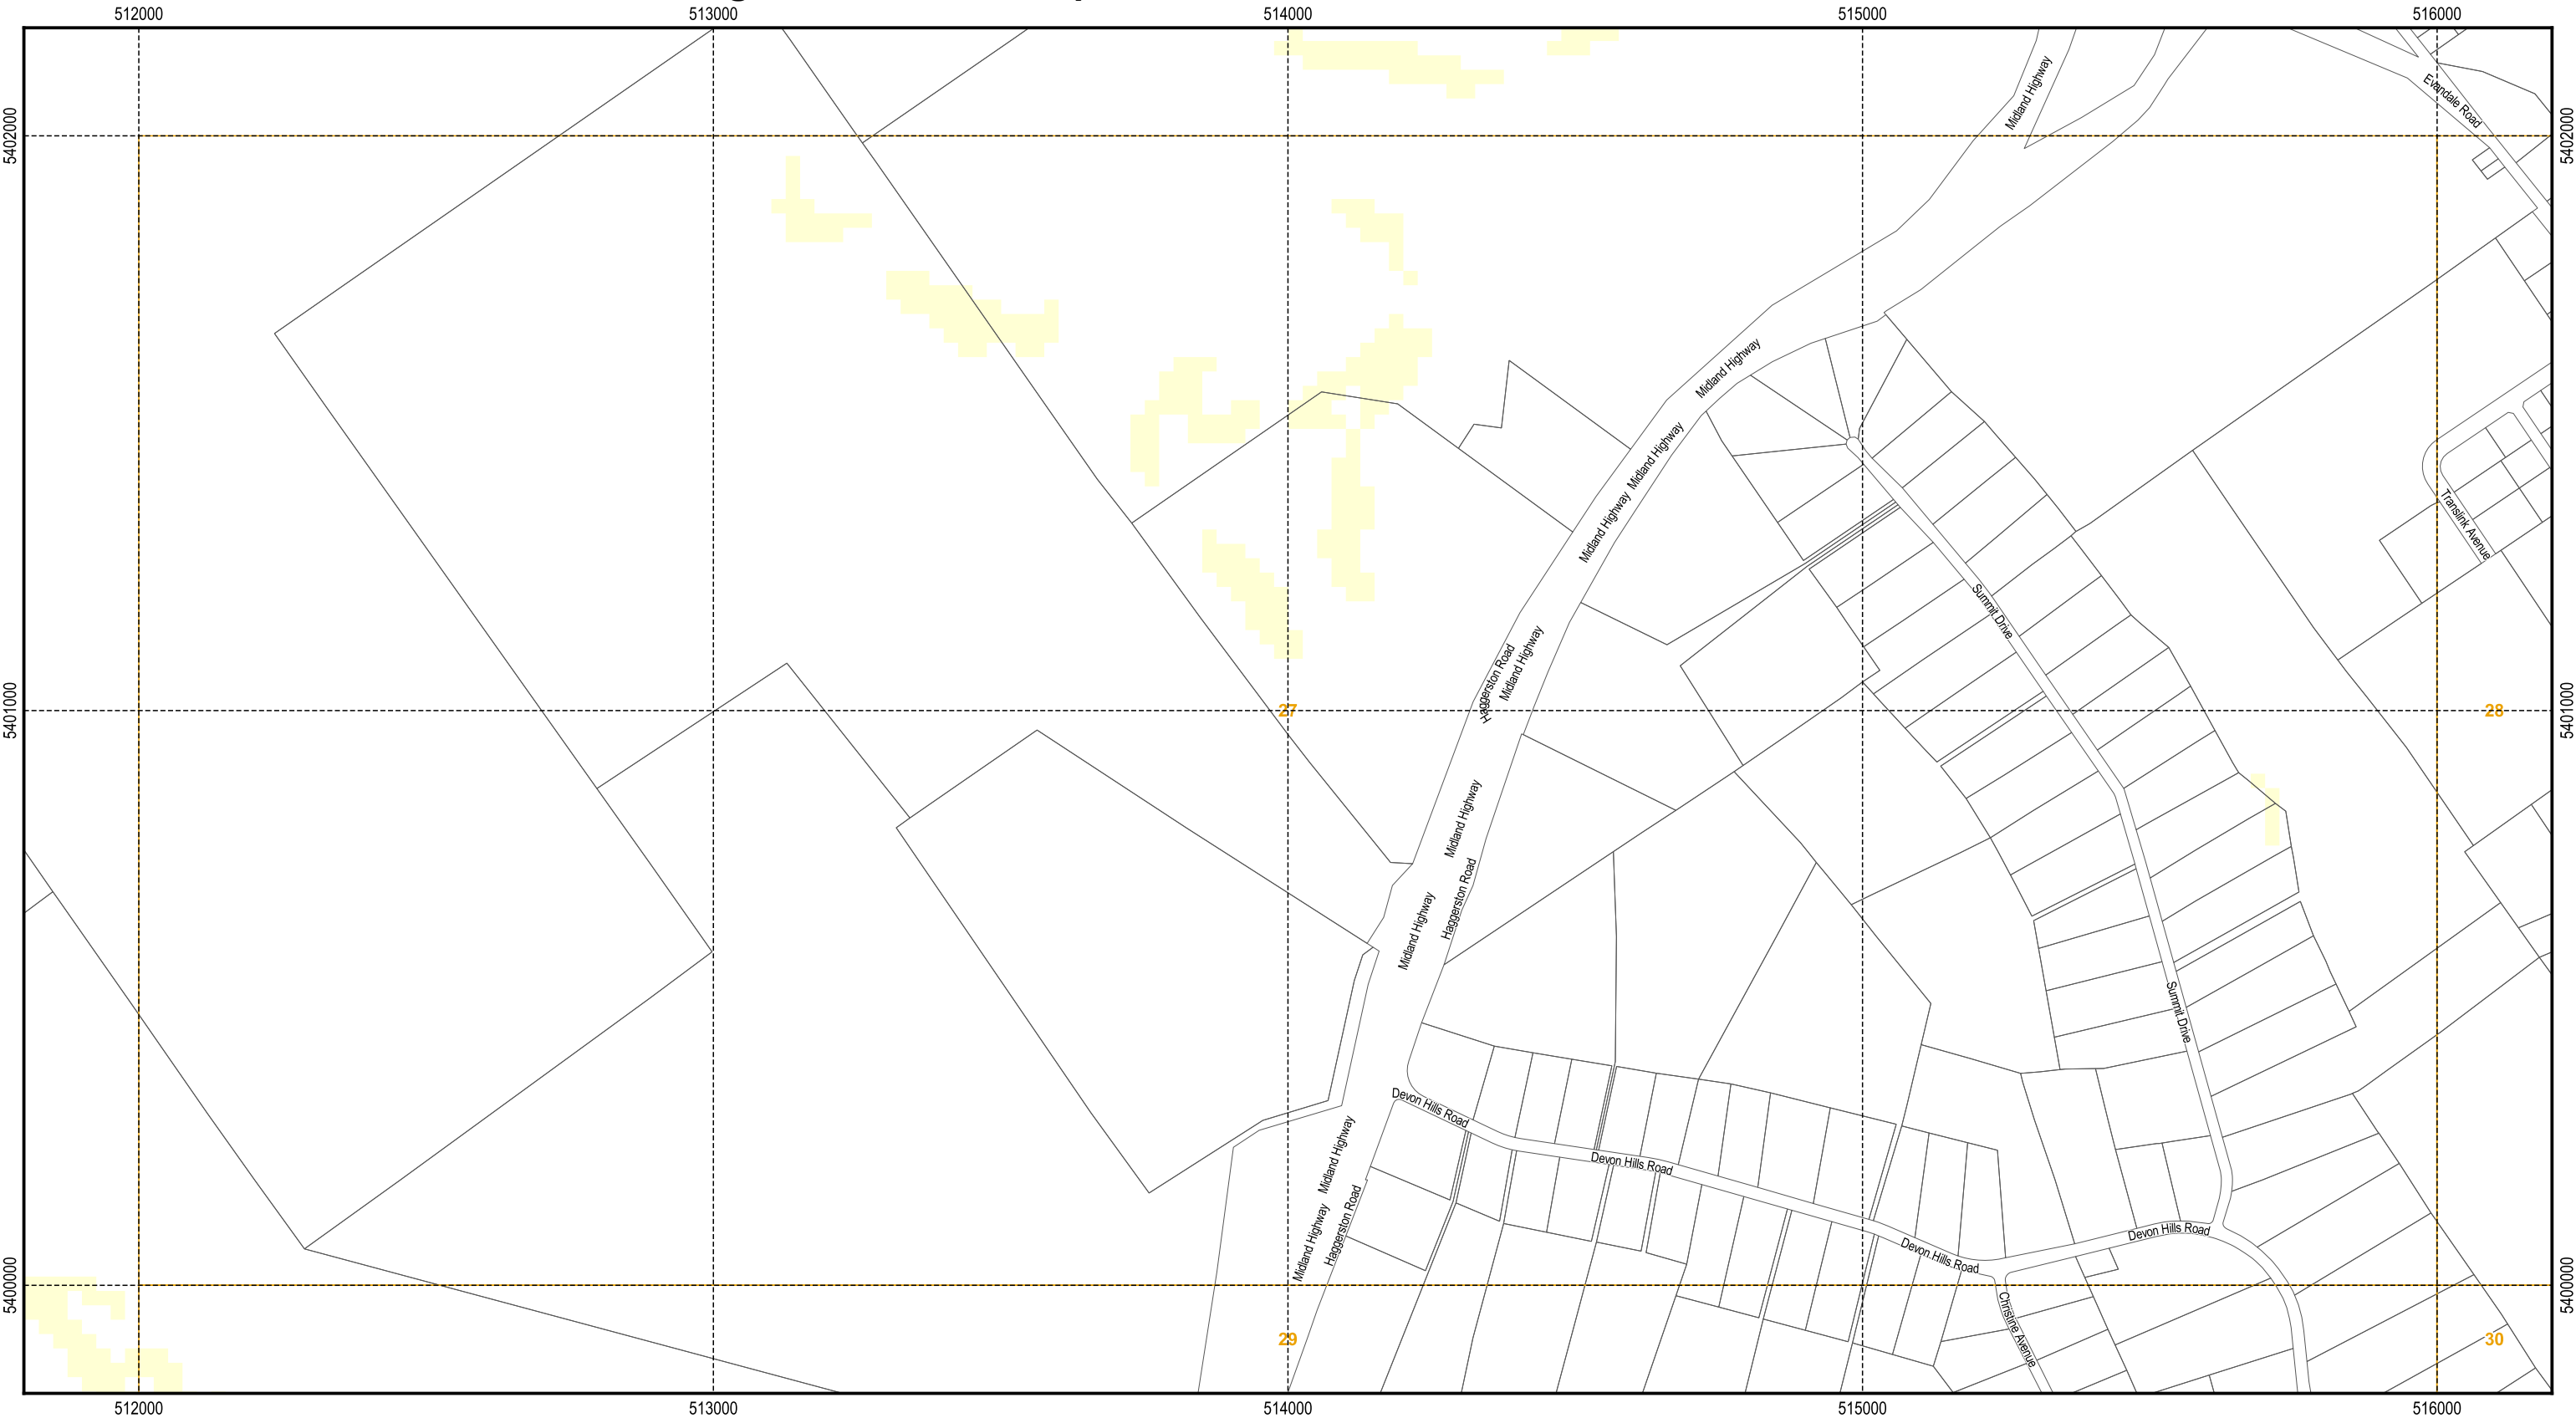 512000
513000
514000
515000
516000
Midland Highway
Evandale Road
5402000
5402000
Midland Highway
Midland Highway
Midland Highway
Translink Avenue
Summit Drive
Haggerston Road
Midland Highway
5401000
27
28
5401000
Midland Highway
Haggerston Road
Midland Highway
Summit Drive
Devon Hills Road
Midland Highway
Devon Hills Road
Haggerston Road
Midland Highway
Devon Hills Road
Devon Hills Road
5400000
5400000
Christine Avenue
29
30
512000
513000
514000
515000
516000